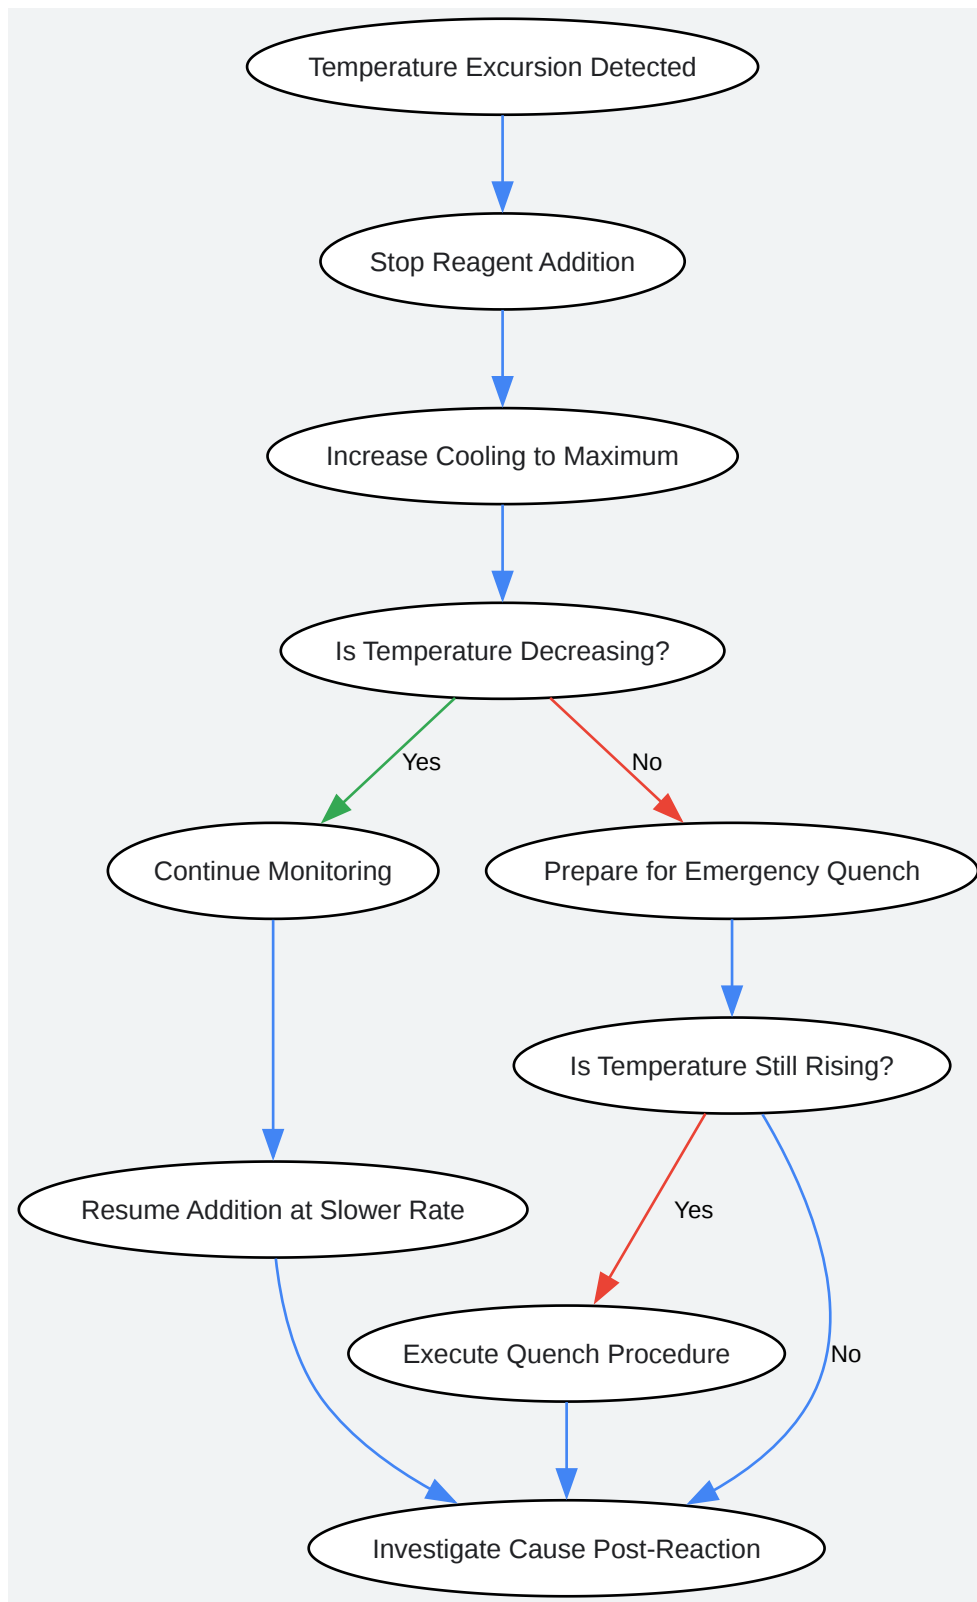 Temperature Excursion Detected
Stop Reagent Addition
Increase Cooling to Maximum
Is Temperature Decreasing?
Yes
No
Continue Monitoring
Prepare for Emergency Quench
Is Temperature Still Rising?
Resume Addition at Slower Rate
Yes
Execute Quench Procedure
No
Investigate Cause Post-Reaction